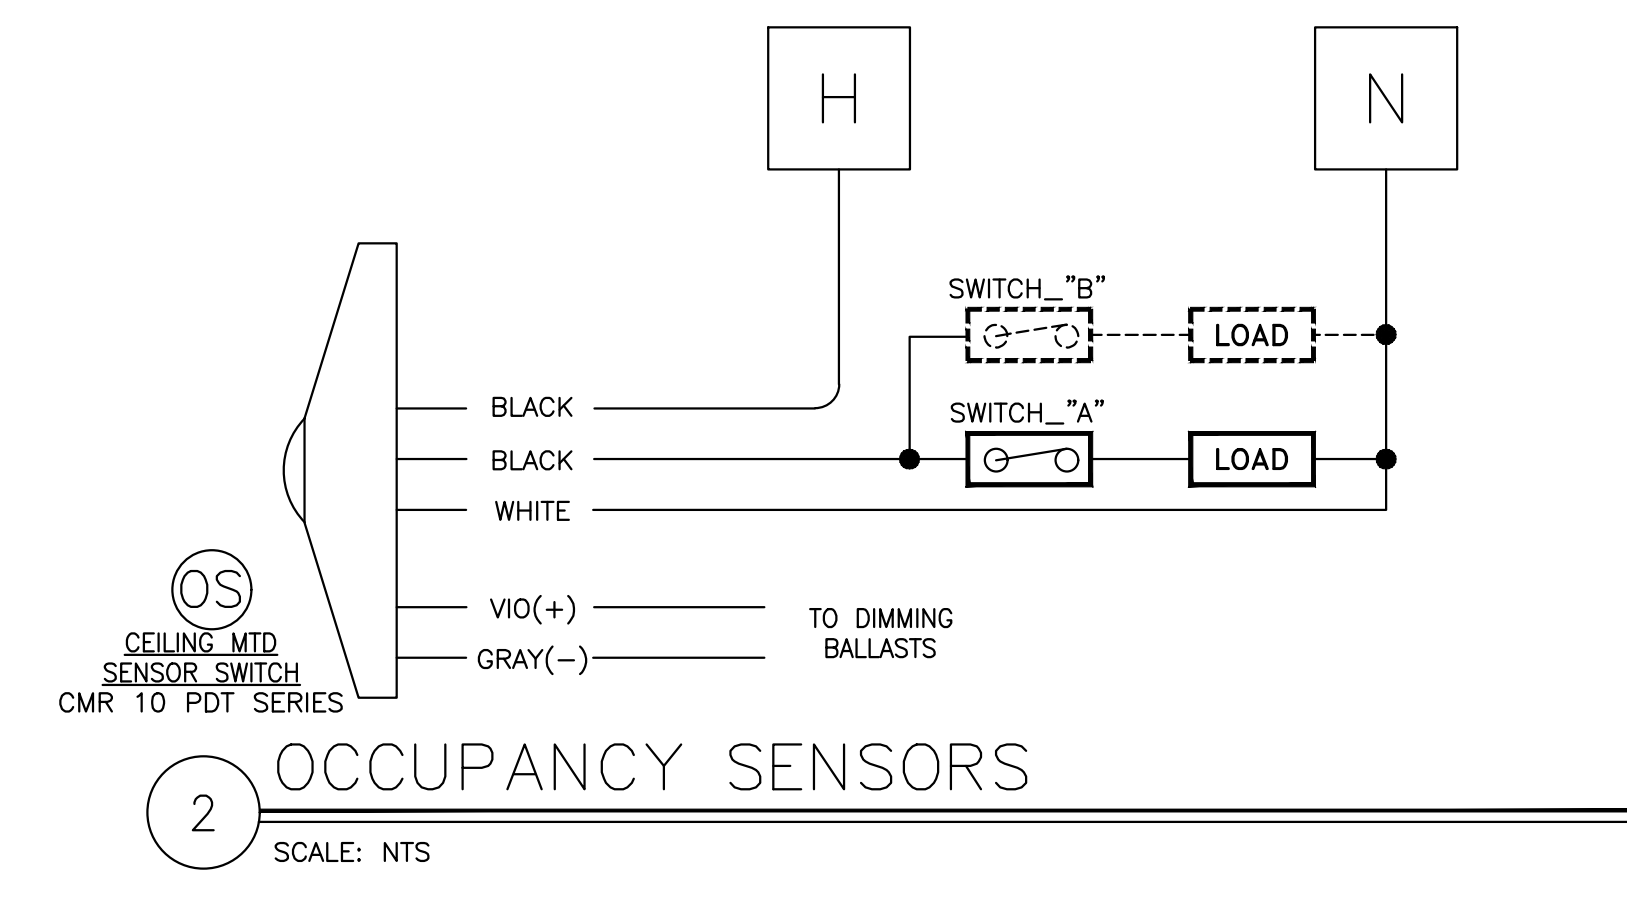 H
N
SWITCH_"B"
LOAD
BLACK
SWITCH_"A"
BLACK
LOAD
WHITE
OS
VIO(+)
TO DIMMING
BALLASTS
CEILING MTD
GRAY(-)
SENSOR SWITCH
CMR 10 PDT SERIES
OCCUPANCY SENSORS
2
SCALE: NTS